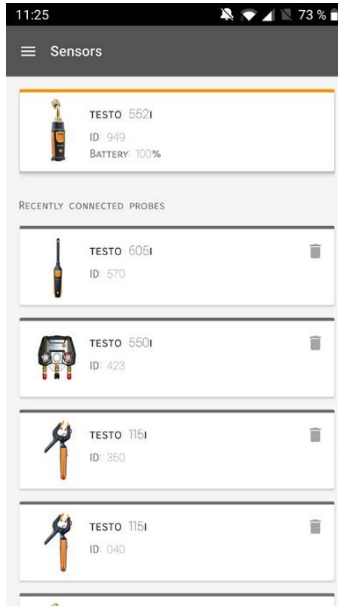 11:25
73 %
Sensors
TESTO 552I
ID: 949
BATTERY: 100%
RECENTLY CONNECTED PROBES
TESTO 605I
ID: 570
TESTO 550I
ID: 423
TESTO 115I
ID: 350
TESTO 115I
ID: 040